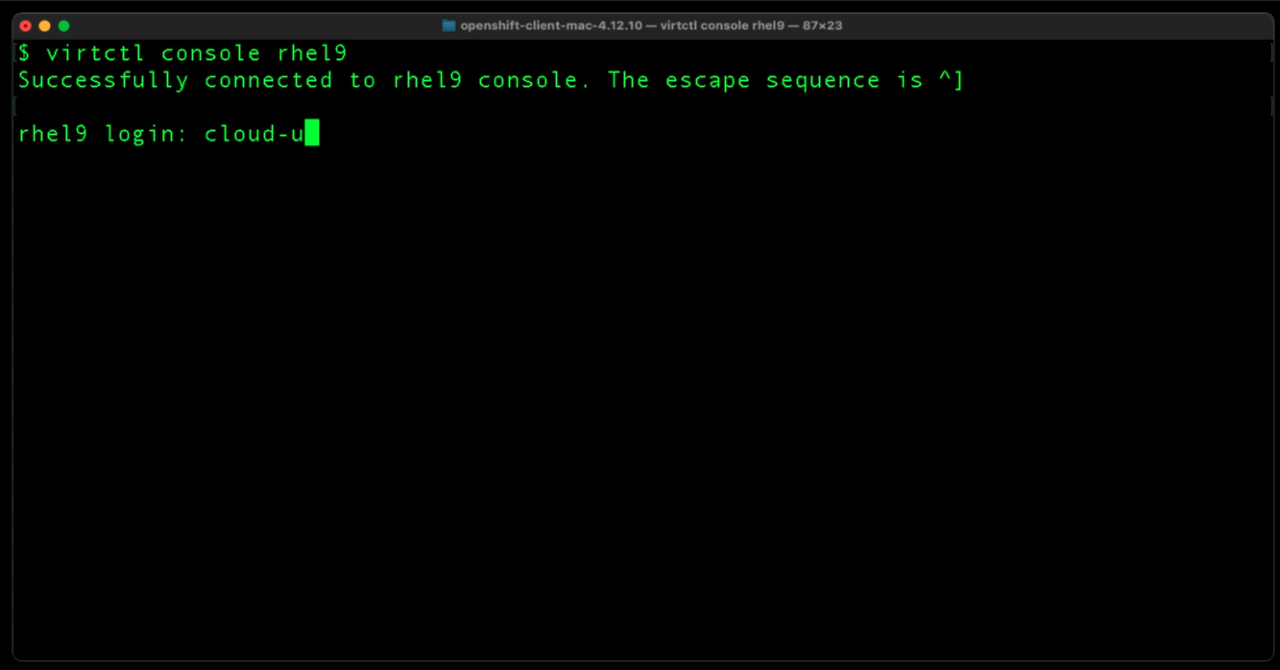 openshift-client-mac-4.12.10 — virtctl console rhel9 — 87×23
$ virtctl console rhel9
Successfully connected to rhel9 console. The escape sequence is ^]
rhel9 login: cloud-u